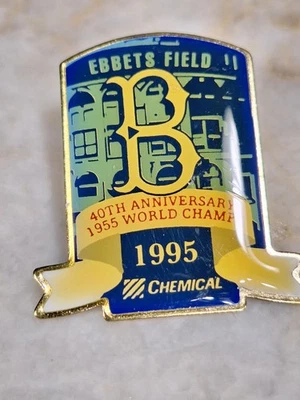 EBBETS FIELD
B
40TH ANNIVERSARY
1955 WORLD CHAMP
1995
CHEMICAL